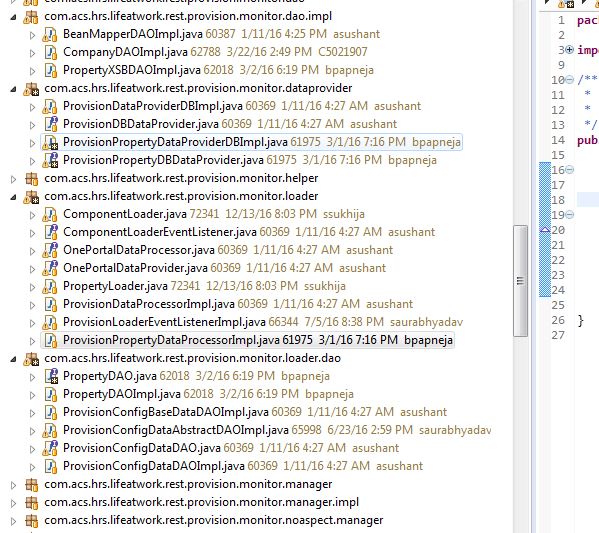 com.acs.hrs.lifeatwork.rest.provision.monitor.dao.impl
BeanMapperDAOImpl.java 60387 1/11/16 4:25 PM asushant
CompanyDAOImpl.java 62788 3/22/16 2:49 PM C5021907
PropertyXSBDAOImpl.java 62018 3/2/16 6:19 PM bpapneja
com.acs.hrs.lifeatwork.rest.provision.monitor.dataprovider
ProvisionDataProviderDBImpl.java 60369 1/11/16 4:27 AM asushant
ProvisionDBDataProvider.java 60369 1/11/16 4:27 AM asushant
ProvisionPropertyDataProviderDBImpl.java 61975 3/1/16 7:16 PM bpapneja
ProvisionPropertyDBDataProvider.java 61975 3/1/16 7:16 PM bpapneja
com.acs.hrs.lifeatwork.rest.provision.monitor.helper
com.acs.hrs.lifeatwork.rest.provision.monitor.loader
ComponentLoader.java 72341 12/13/16 8:03 PM ssukhija
ComponentLoaderEventListener.java 60369 1/11/16 4:27 AM asushant
OnePortalDataProcessor.java 60369 1/11/16 4:27 AM asushant
OnePortalDataProvider.java 60369 1/11/16 4:27 AM asushant
PropertyLoader.java 72341 12/13/16 8:03 PM ssukhija
ProvisionDataProcessorImpl.java 60369 1/11/16 4:27 AM asushant
ProvisionLoaderEventListenerImpl.java 66344 7/5/16 8:38 PM saurabhyadav
ProvisionPropertyDataProcessorImpl.java 61975 3/1/16 7:16 PM bpapneja
com.acs.hrs.lifeatwork.rest.provision.monitor.loader.dao
PropertyDAO.java 62018 3/2/16 6:19 PM bpapneja
PropertyDAOImpl.java 62018 3/2/16 6:19 PM bpapneja
ProvisionConfigBaseDataDAOImpl.java 60369 1/11/16 4:27 AM asushant
ProvisionConfigDataAbstractDAOImpl.java 65998 6/23/16 2:59 PM saurabhyadav
ProvisionConfigDataDAO.java 60369 1/11/16 4:27 AM asushant
ProvisionConfigDataDAOImpl.java 60369 1/11/16 4:27 AM asushant
com.acs.hrs.lifeatwork.rest.provision.monitor.manager
com.acs.hrs.lifeatwork.rest.provision.monitor.manager.impl
com.acs.hrs.lifeatwork.rest.provision.monitor.noaspect.manager
1 pac
2
3 impo
9
10 /**
11 *
12 *
13 */
14 pub
15
16
17
18
19
20
21
22
23
24
25
26 }
27